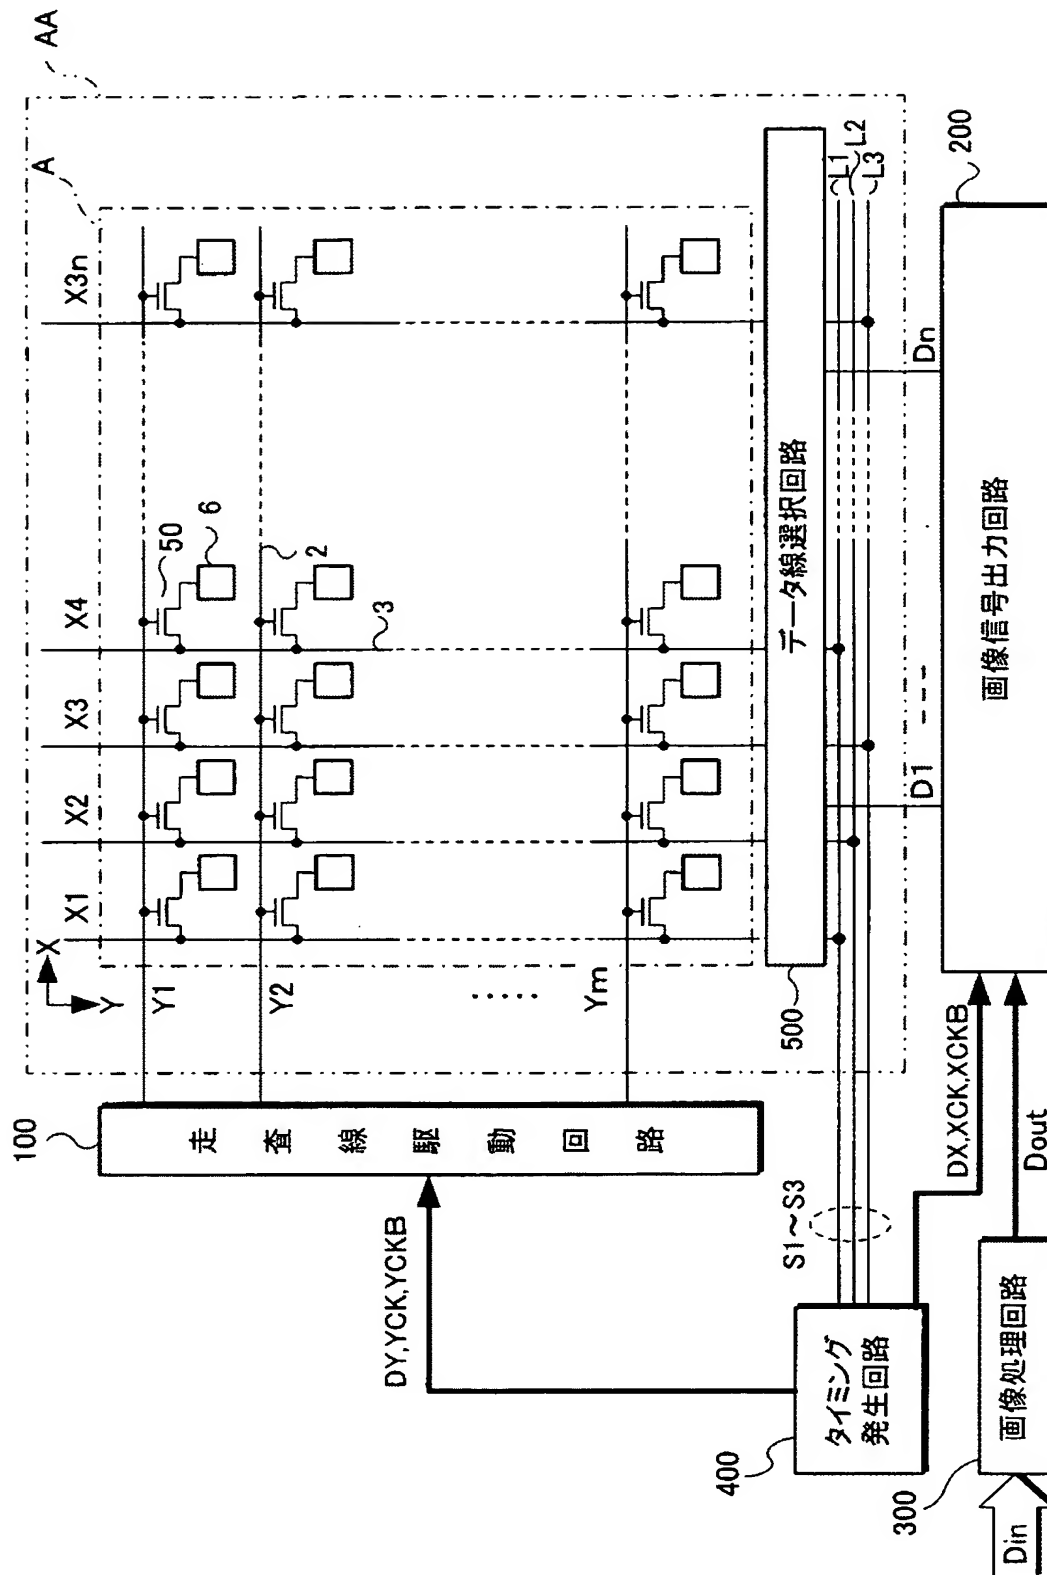 AA
A
X
Y
X1
X2
X3
X4
X3n
Y1
Y2
Ym
50
6
2
3
100
走査線駆動回路
500
データ線選択回路
L1
L2
L3
D1
Dn
200
画像信号出力回路
DY,YCK,YCKB
S1～S3
DX,XCK,XCKB
400
タイミング
発生回路
Dout
300
画像処理回路
Din